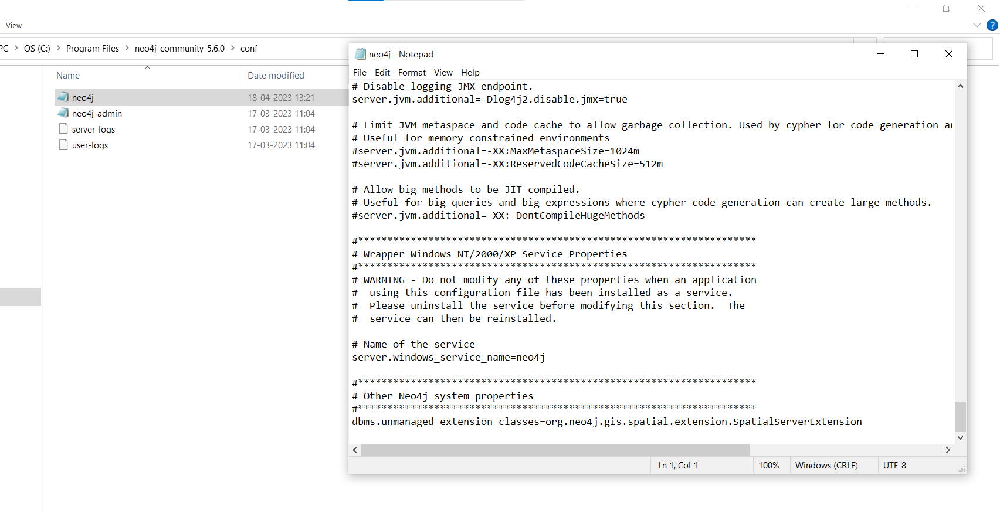 View
?
PC > OS (C:) > Program Files > neo4j-community-5.6.0 > conf
Name Date modified
neo4j 18-04-2023 13:21
neo4j-admin 17-03-2023 11:04
server-logs 17-03-2023 11:04
user-logs 17-03-2023 11:04
neo4j - Notepad
File Edit Format View Help
# Disable logging JMX endpoint.
server.jvm.additional=-Dlog4j2.disable.jmx=true
# Limit JVM metaspace and code cache to allow garbage collection. Used by cypher for code generation a
# Useful for memory constrained environments
#server.jvm.additional=-XX:MaxMetaspaceSize=1024m
#server.jvm.additional=-XX:ReservedCodeCacheSize=512m
# Allow big methods to be JIT compiled.
# Useful for big queries and big expressions where cypher code generation can create large methods.
#server.jvm.additional=-XX:-DontCompileHugeMethods
#********************************************************************
# Wrapper Windows NT/2000/XP Service Properties
#********************************************************************
# WARNING - Do not modify any of these properties when an application
#  using this configuration file has been installed as a service.
#  Please uninstall the service before modifying this section.  The
#  service can then be reinstalled.
# Name of the service
server.windows_service_name=neo4j
#********************************************************************
# Other Neo4j system properties
#********************************************************************
dbms.unmanaged_extension_classes=org.neo4j.gis.spatial.extension.SpatialServerExtension
Ln 1, Col 1 100% Windows (CRLF) UTF-8